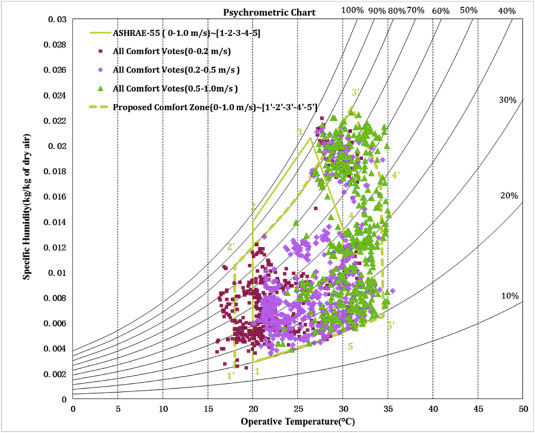 Psychrometric Chart
100% 90% 80% 70% 60% 50% 40%
ASHRAE-55 ( 0-1.0 m/s)~[1-2-3-4-5]
All Comfort Votes(0-0.2 m/s)
All Comfort Votes(0.2-0.5 m/s )
All Comfort Votes(0.5-1.0m/s )
Proposed Comfort Zone(0-1.0 m/s)~[1'-2'-3'-4'-5']
0.03
0.028
0.026
0.024
0.022
0.02
0.018
0.016
0.014
0.012
0.01
0.008
0.006
0.004
0.002
0
Specific Humidity(kg/kg of dry air)
30%
20%
10%
3'
3
4'
2
4
2'
5'
5
1'
1
0 5 10 15 20 25 30 35 40 45 50
Operative Temperature(°C)